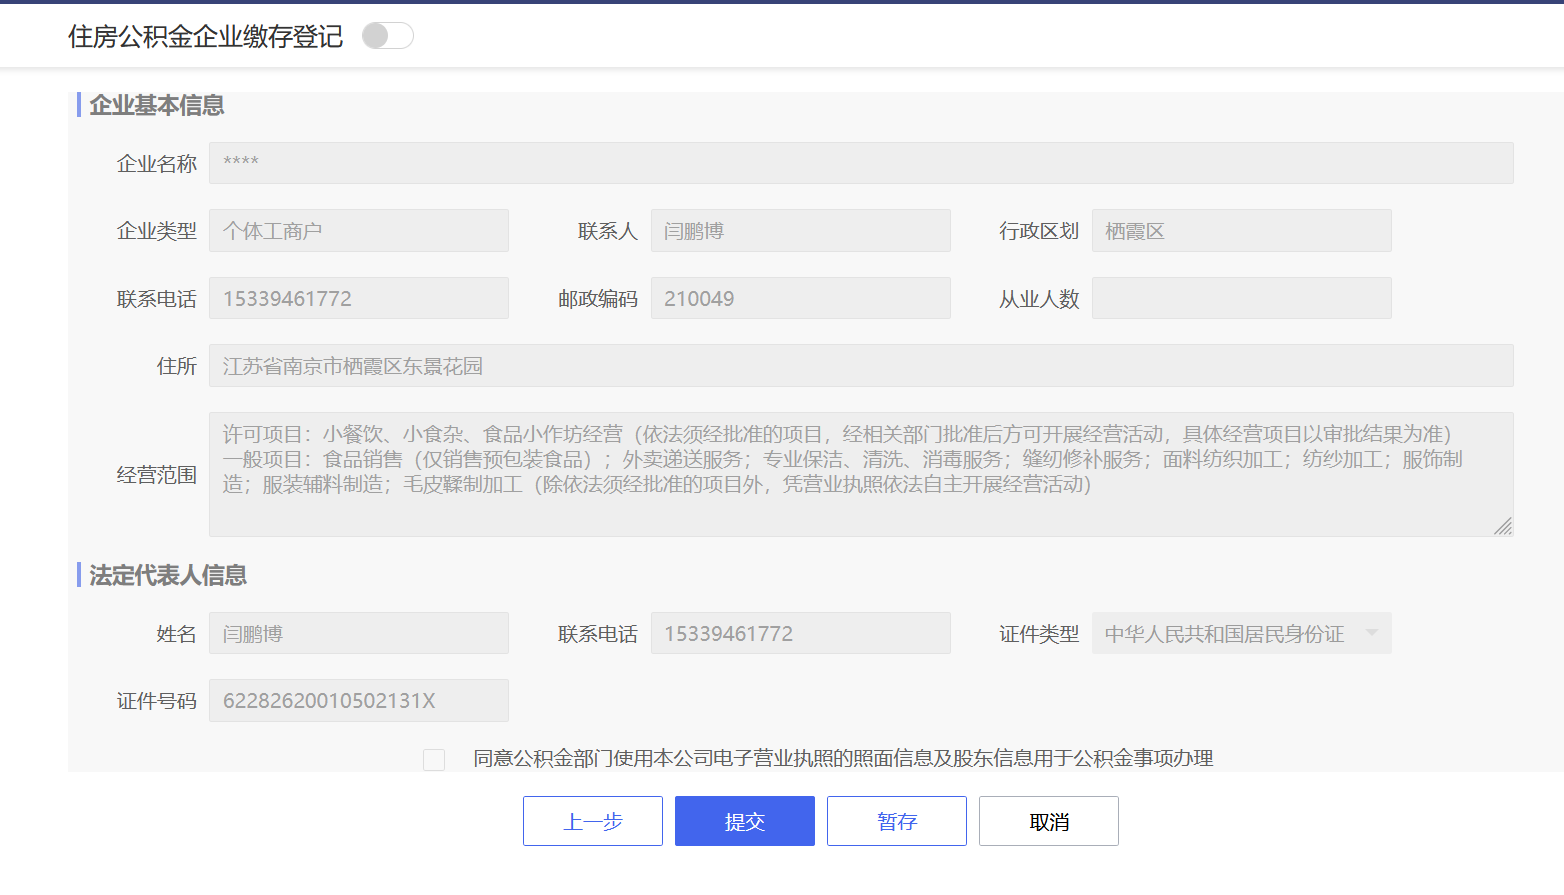 住房公积金企业缴存登记
企业基本信息
企业名称 ****
企业类型 个体工商户 联系人 闫鹏博 行政区划 栖霞区
联系电话 15339461772 邮政编码 210049 从业人数
住所 江苏省南京市栖霞区东景花园
许可项目：小餐饮、小食杂、食品小作坊经营（依法须经批准的项目，经相关部门批准后方可开展经营活动，具体经营项目以审批结果为准）
一般项目：食品销售（仅销售预包装食品）；外卖递送服务；专业保洁、清洗、消毒服务；缝纫修补服务；面料纺织加工；纺纱加工；服饰制
经营范围
造；服装辅料制造；毛皮鞣制加工（除依法须经批准的项目外，凭营业执照依法自主开展经营活动）
法定代表人信息
姓名 闫鹏博 联系电话 15339461772 证件类型 中华人民共和国居民身份证
证件号码 62282620010502131X
同意公积金部门使用本公司电子营业执照的照面信息及股东信息用于公积金事项办理
上一步 提交 暂存 取消